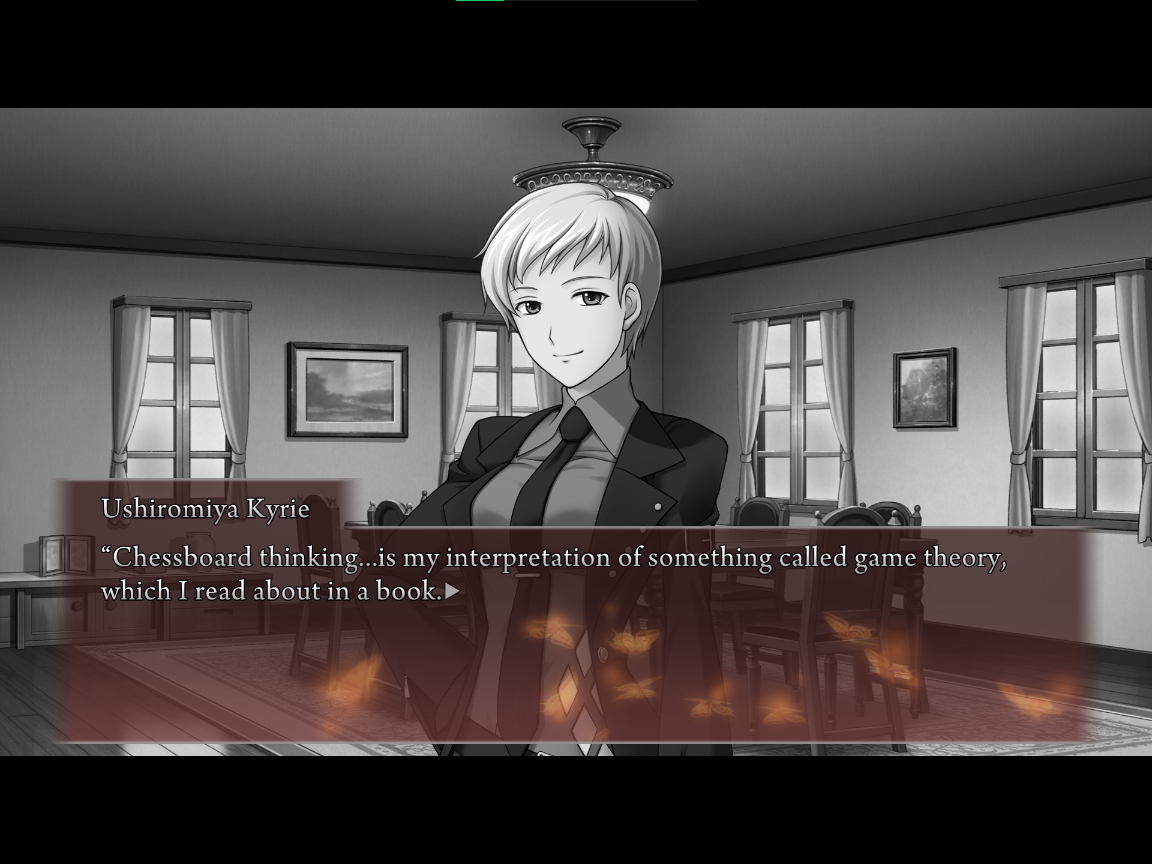 Ushiromiya Kyrie
“Chessboard thinking...is my interpretation of something called game theory,
which I read about in a book.